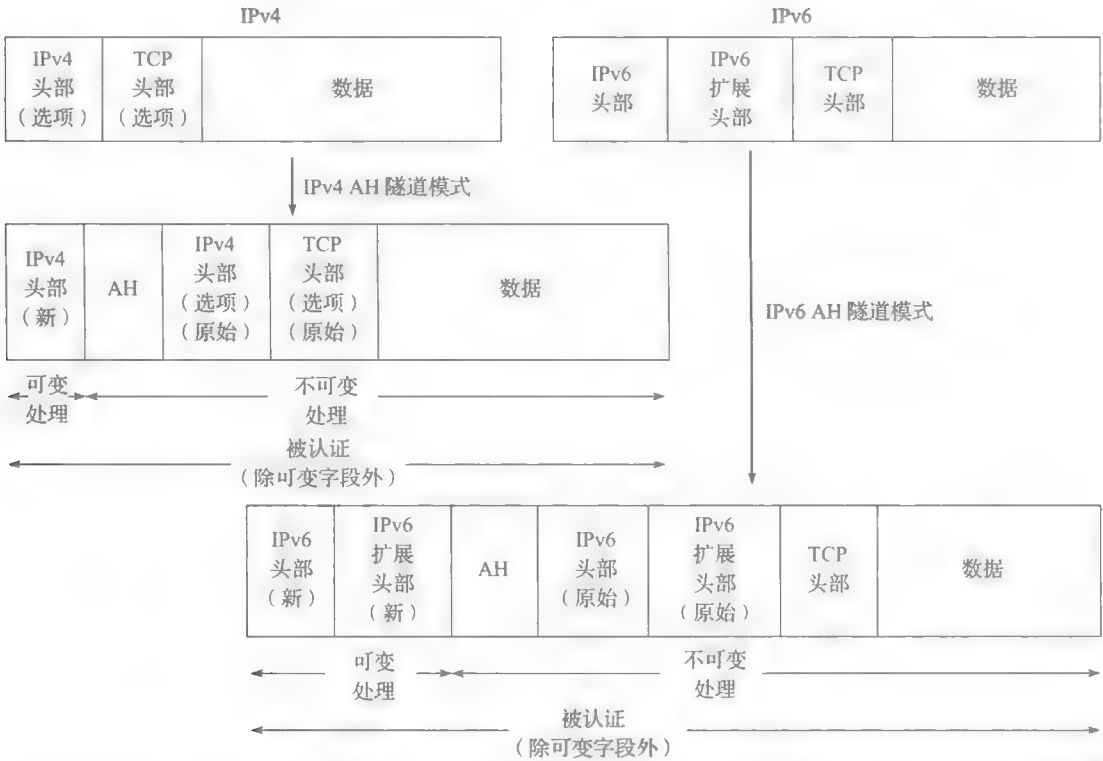 IPv4
IPv6
IPv4
头部
（选项）
TCP
头部
（选项）
数据
IPv6
头部
IPv6
扩展
头部
TCP
头部
数据
IPv4 AH 隧道模式
IPv4
头部
（新）
AH
IPv4
头部
（选项）
（原始）
TCP
头部
（选项）
（原始）
数据
IPv6 AH 隧道模式
可变
处理
不可变
处理
被认证
（除可变字段外）
IPv6
头部
（新）
IPv6
扩展
头部
（新）
AH
IPv6
头部
（原始）
IPv6
扩展
头部
（原始）
TCP
头部
数据
可变
处理
不可变
处理
被认证
（除可变字段外）